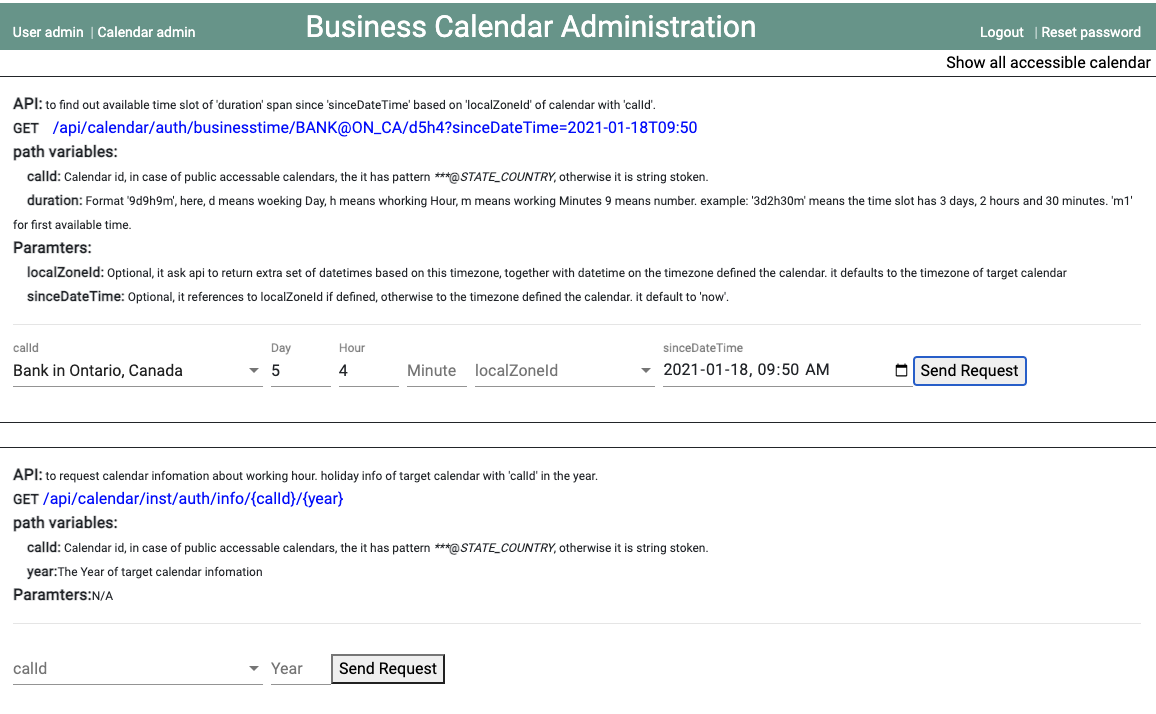 User admin | Calendar admin Business Calendar Administration Logout | Reset password
Show all accessible calendar
API: to find out available time slot of 'duration' span since 'sinceDateTime' based on 'localZoneId' of calendar with 'calId'.
GET /api/calendar/auth/businesstime/BANK@ON_CA/d5h4?sinceDateTime=2021-01-18T09:50
path variables:
calId: Calendar id, in case of public accessable calendars, the it has pattern ***@STATE_COUNTRY, otherwise it is string stoken.
duration: Format '9d9h9m', here, d means woeking Day, h means whorking Hour, m means working Minutes 9 means number. example: '3d2h30m' means the time slot has 3 days, 2 hours and 30 minutes. 'm1'
for first available time.
Paramters:
localZoneId: Optional, it ask api to return extra set of datetimes based on this timezone, together with datetime on the timezone defined the calendar. it defaults to the timezone of target calendar
sinceDateTime: Optional, it references to localZoneId if defined, otherwise to the timezone defined the calendar. it default to 'now'.
calId Day Hour sinceDateTime
Bank in Ontario, Canada 5 4 Minute localZoneId 2021-01-18, 09:50 AM Send Request
API: to request calendar infomation about working hour. holiday info of target calendar with 'calId' in the year.
GET /api/calendar/inst/auth/info/{calId}/{year}
path variables:
calId: Calendar id, in case of public accessable calendars, the it has pattern ***@STATE_COUNTRY, otherwise it is string stoken.
year:The Year of target calendar infomation
Paramters:N/A
calId Year Send Request